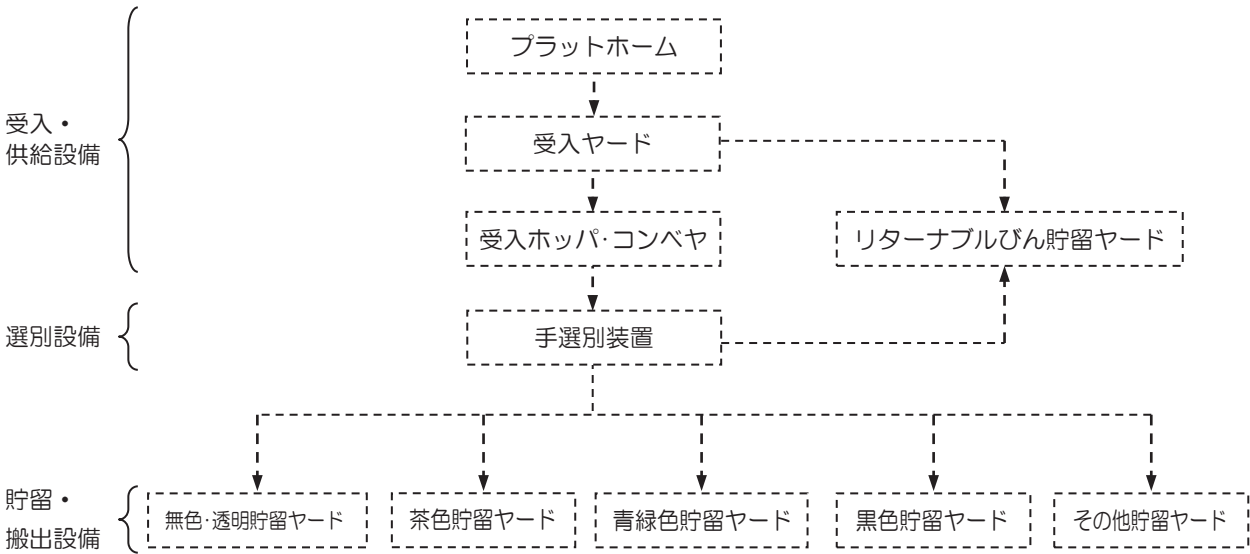 プラットホーム
受入・
供給設備
受入ヤード
受入ホッパ・コンベヤ
リターナブルびん貯留ヤード
選別設備
手選別装置
貯留・
搬出設備
無色・透明貯留ヤード
茶色貯留ヤード
青緑色貯留ヤード
黒色貯留ヤード
その他貯留ヤード